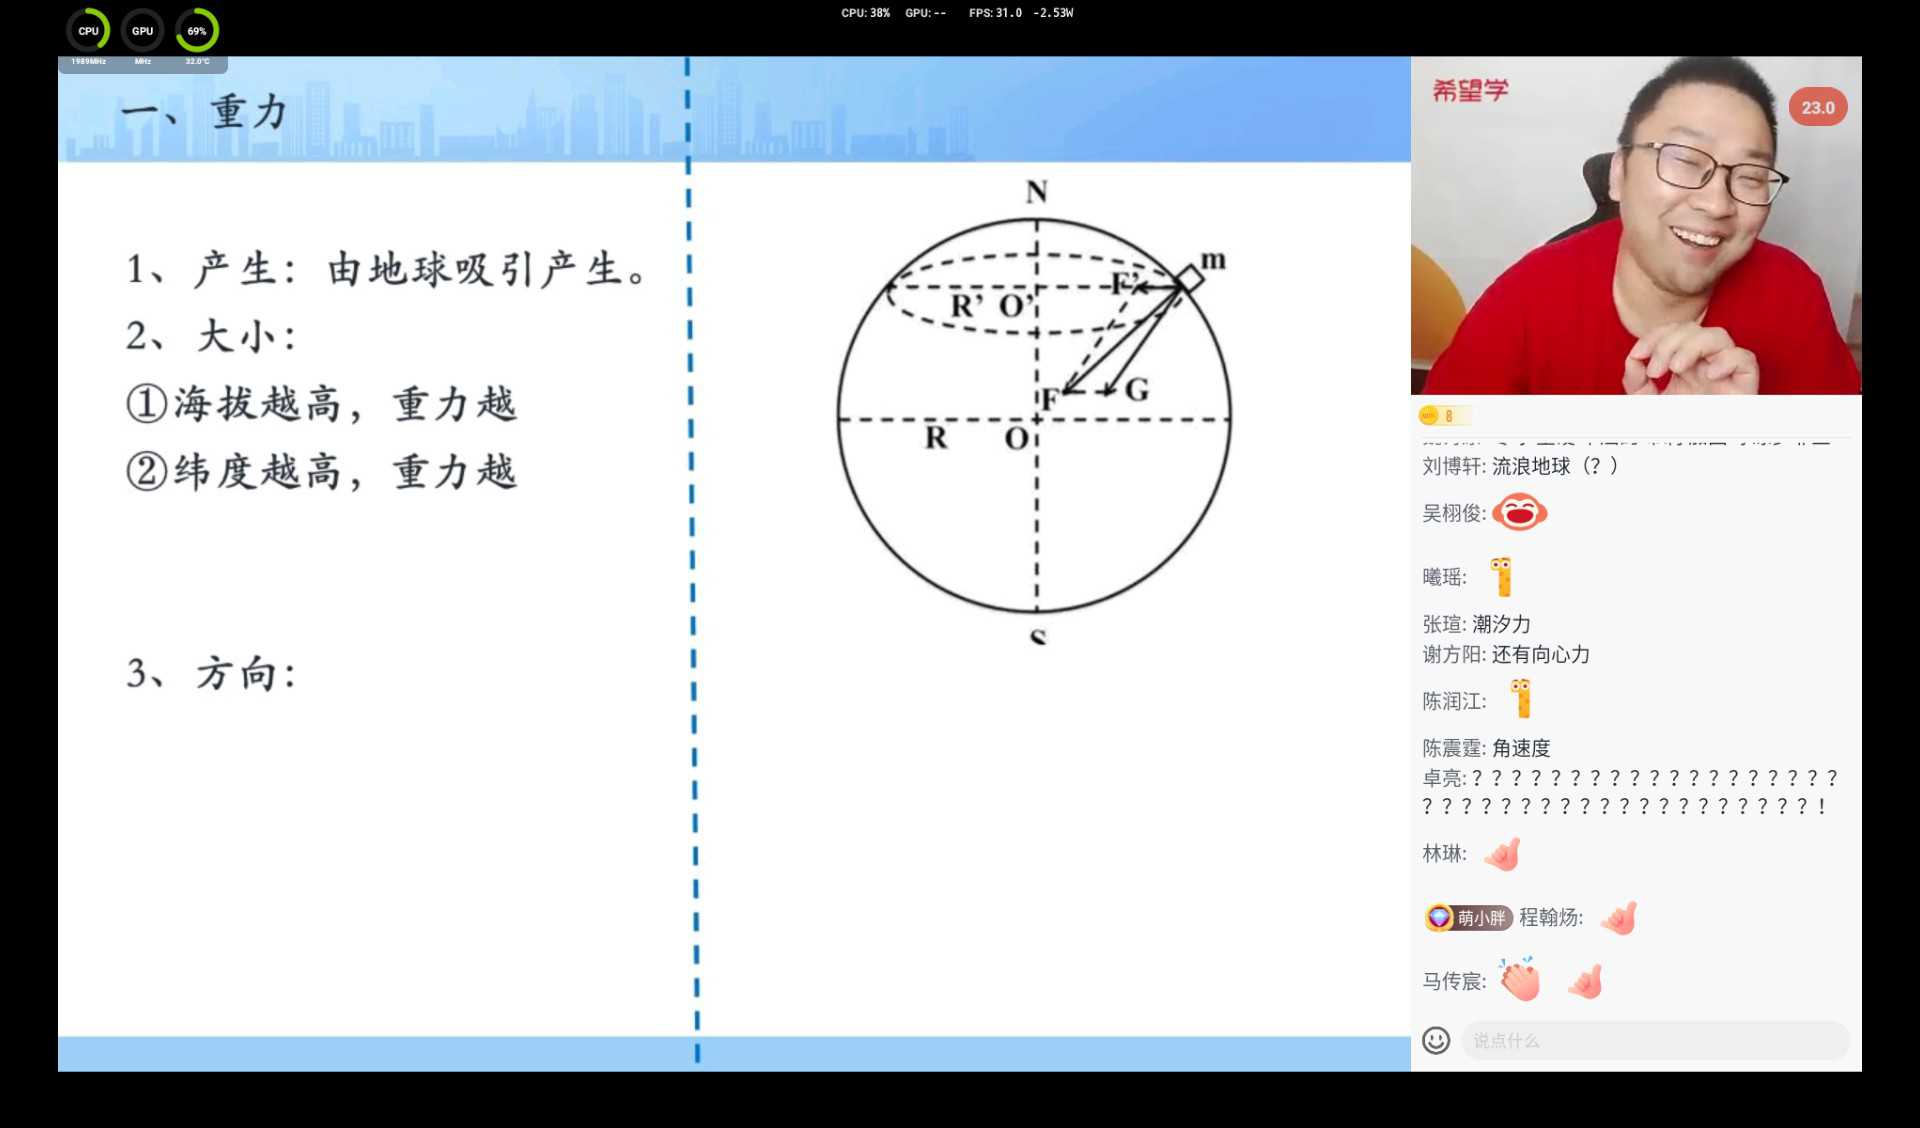 CPU
GPU
69%
1989MHz
MHz
32.0°C
CPU: 38% GPU: -- FPS: 31.0 -2.53W
一、重力
1、产生：由地球吸引产生。
2、大小：
①海拔越高，重力越
②纬度越高，重力越
3、方向：
N
m
F’
R’ O’
F
G
R
O
S
希望学
23.0
8
刘博轩: 流浪地球（? ）
吴栩俊:
曦瑶:
张瑄: 潮汐力
谢方阳: 还有向心力
陈润江:
陈震霆: 角速度
卓亮: ? ? ? ? ? ? ? ? ? ? ? ? ? ? ? ? ? ? ?
? ? ? ? ? ? ? ? ? ? ? ? ? ? ? ? ? ? ? ? !
林琳:
萌小胖 程翰炀:
马传宸:
说点什么